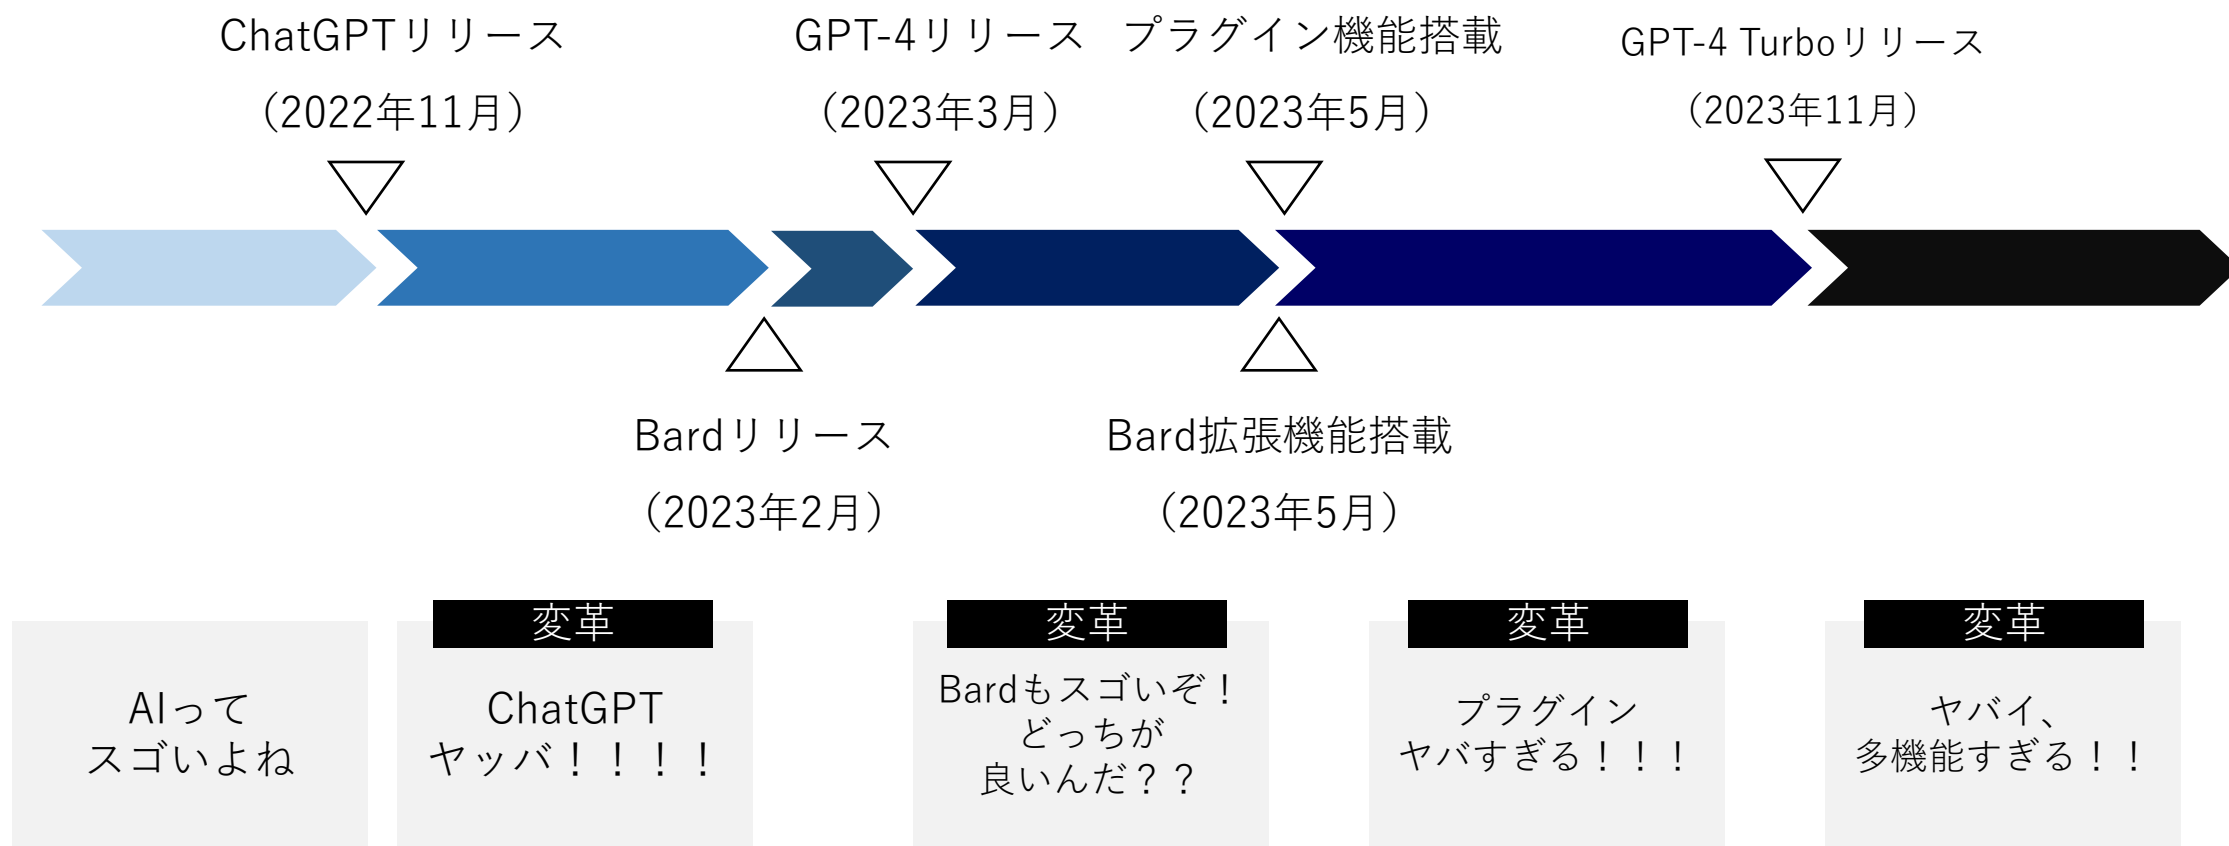 ChatGPTリリース
（2022年11月）
GPT-4リリース
（2023年3月）
プラグイン機能搭載
（2023年5月）
GPT-4 Turboリリース
（2023年11月）
Bardリリース
（2023年2月）
Bard拡張機能搭載
（2023年5月）
AIって
スゴいよね
変革
ChatGPT
ヤッバ！！！！
変革
Bardもスゴいぞ！
どっちが
良いんだ？？
変革
プラグイン
ヤバすぎる！！！
変革
ヤバイ、
多機能すぎる！！